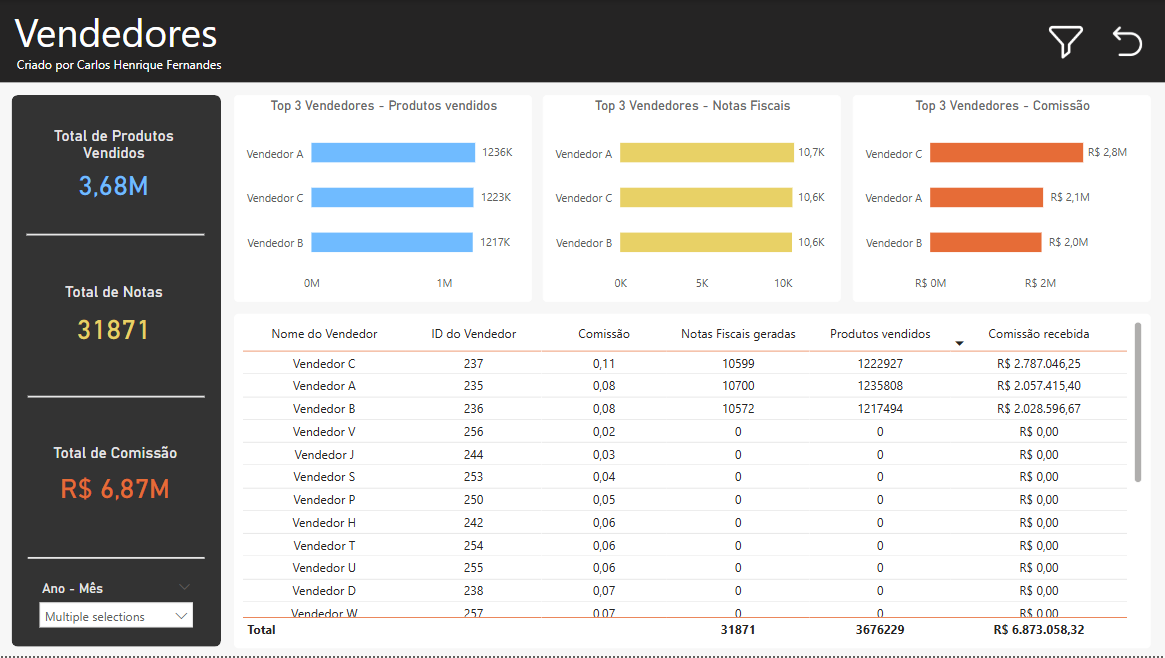 Vendedores
Criado por Carlos Henrique Fernandes
Total de Produtos
Vendidos
3,68M
Total de Notas
31871
Total de Comissão
R$ 6,87M
Ano - Mês
Multiple selections
Top 3 Vendedores - Produtos vendidos
Vendedor A 1236K
Vendedor C 1223K
Vendedor B 1217K
0M 1M
Top 3 Vendedores - Notas Fiscais
Vendedor A 10,7K
Vendedor C 10,6K
Vendedor B 10,6K
0K 5K 10K
Top 3 Vendedores - Comissão
Vendedor C R$ 2,8M
Vendedor A R$ 2,1M
Vendedor B R$ 2,0M
R$ 0M R$ 2M
Nome do Vendedor ID do Vendedor Comissão Notas Fiscais geradas Produtos vendidos Comissão recebida
Vendedor C 237 0,11 10599 1222927 R$ 2.787.046,25
Vendedor A 235 0,08 10700 1235808 R$ 2.057.415,40
Vendedor B 236 0,08 10572 1217494 R$ 2.028.596,67
Vendedor V 256 0,02 0 0 R$ 0,00
Vendedor J 244 0,03 0 0 R$ 0,00
Vendedor S 253 0,04 0 0 R$ 0,00
Vendedor P 250 0,05 0 0 R$ 0,00
Vendedor H 242 0,06 0 0 R$ 0,00
Vendedor T 254 0,06 0 0 R$ 0,00
Vendedor U 255 0,06 0 0 R$ 0,00
Vendedor D 238 0,07 0 0 R$ 0,00
Vendedor W 257 0,07 0 0 R$ 0,00
Total 31871 3676229 R$ 6.873.058,32